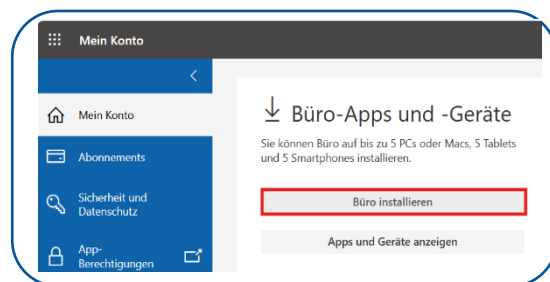 Mein Konto
Mein Konto
Abonnements
Sicherheit und
Datenschutz
App-
Berechtigungen
Büro-Apps und -Geräte
Sie können Büro auf bis zu 5 PCs oder Macs, 5 Tablets
und 5 Smartphones installieren.
Büro installieren
Apps und Geräte anzeigen